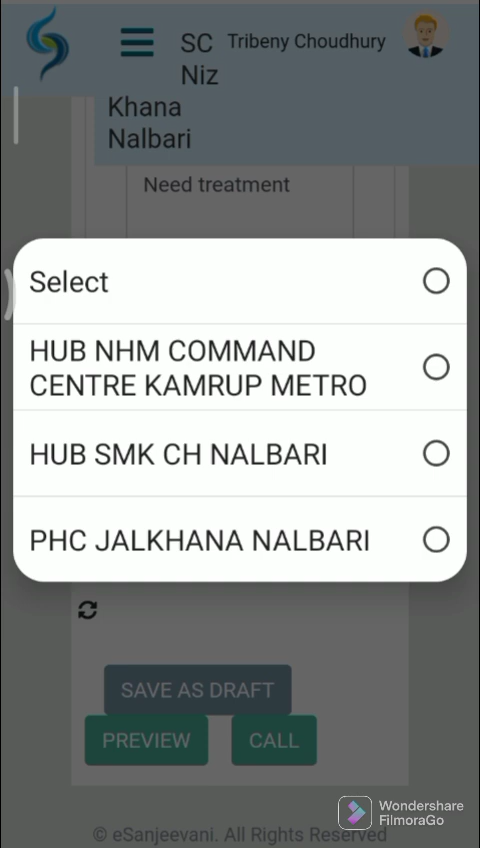 SC
Niz
Tribeny Choudhury
Khana
Nalbari
Need treatment
Select
HUB NHM COMMAND
CENTRE KAMRUP METRO
HUB SMK CH NALBARI
PHC JALKHANA NALBARI
SAVE AS DRAFT
PREVIEW
CALL
Wondershare
FilmoraGo
© eSanjeevani. All Rights Reserved